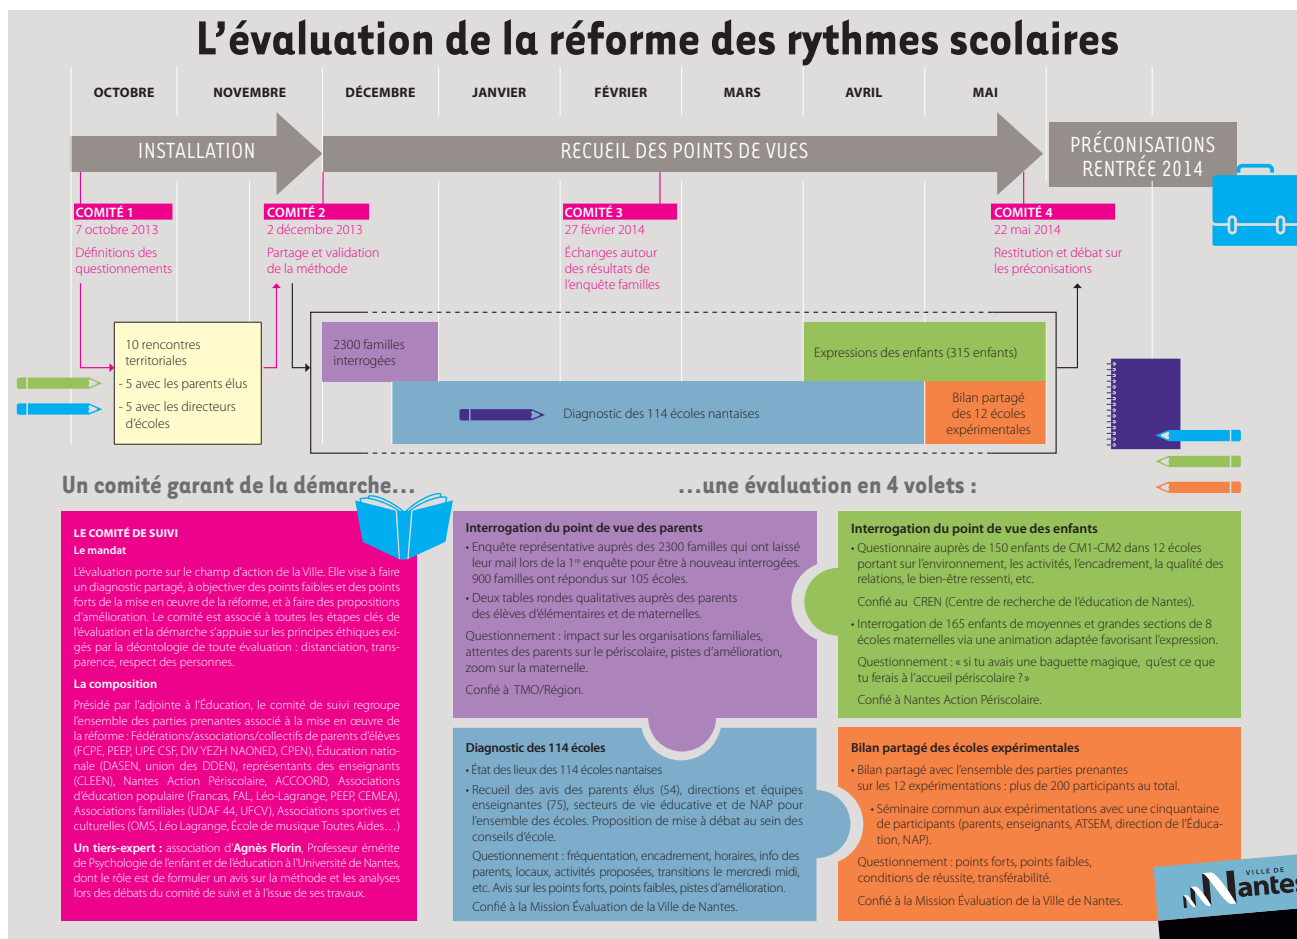 L’évaluation de la réforme des rythmes scolaires
OCTOBRE NOVEMBRE DÉCEMBRE JANVIER FÉVRIER MARS AVRIL MAI
INSTALLATION
RECUEIL DES POINTS DE VUES
PRÉCONISATIONS
RENTRÉE 2014
COMITÉ 1
7 octobre 2013
Définitions des
questionnements
COMITÉ 2
2 décembre 2013
Partage et validation
de la méthode
COMITÉ 3
27 février 2014
Échanges autour
des résultats de
l’enquête familles
COMITÉ 4
22 mai 2014
Restitution et débat sur
les préconisations
10 rencontres
territoriales
- 5 avec les parents élus
- 5 avec les directeurs
d’écoles
2300 familles
interrogées
Expressions des enfants (315 enfants)
Diagnostic des 114 écoles nantaises
Bilan partagé
des 12 écoles
expérimentales
Un comité garant de la démarche...
...une évaluation en 4 volets :
LE COMITÉ DE SUIVI
Le mandat
L’évaluation porte sur le champ d’action de la Ville. Elle vise à faire
un diagnostic partagé, à objectiver des points faibles et des points
forts de la mise en œuvre de la réforme, et à faire des propositions
d’amélioration. Le comité est associé à toutes les étapes clés de
l’évaluation et la démarche s’appuie sur les principes éthiques exi-
gés par la déontologie de toute évaluation : distanciation, trans-
parence, respect des personnes.
La composition
Présidé par l’adjointe à l’Éducation, le comité de suivi regroupe
l’ensemble des parties prenantes associé à la mise en œuvre de
la réforme : Fédérations/associations/collectifs de parents d’élèves
(FCPE, PEEP, UPE CSF, DIV YEZH NAONED, CPEN), Éducation natio-
nale (DASEN, union des DDEN), représentants des enseignants
(CLEEN), Nantes Action Périscolaire, ACCOORD, Associations
d’éducation populaire (Francas, FAL, Léo-Lagrange, PEEP, CEMEA),
Associations familiales (UDAF 44, UFCV), Associations sportives et
culturelles (OMS, Léo Lagrange, École de musique Toutes Aides…)
Un tiers-expert : association d’Agnès Florin, Professeur émérite
de Psychologie de l’enfant et de l’éducation à l’Université de Nantes,
dont le rôle est de formuler un avis sur la méthode et les analyses
lors des débats du comité de suivi et à l’issue de ses travaux.
Interrogation du point de vue des parents
• Enquête représentative auprès des 2300 familles qui ont laissé
leur mail lors de la 1re enquête pour être à nouveau interrogées.
900 familles ont répondus sur 105 écoles.
• Deux tables rondes qualitatives auprès des parents
des élèves d’élémentaires et de maternelles.
Questionnement : impact sur les organisations familiales,
attentes des parents sur le périscolaire, pistes d’amélioration,
zoom sur la maternelle.
Confié à TMO/Région.
Interrogation du point de vue des enfants
• Questionnaire auprès de 150 enfants de CM1-CM2 dans 12 écoles
portant sur l’environnement, les activités, l’encadrement, la qualité des
relations, le bien-être ressenti, etc.
Confié au CREN (Centre de recherche de l’éducation de Nantes).
• Interrogation de 165 enfants de moyennes et grandes sections de 8
écoles maternelles via une animation adaptée favorisant l’expression.
Questionnement : « si tu avais une baguette magique, qu’est ce que
tu ferais à l’accueil périscolaire ? »
Confié à Nantes Action Périscolaire.
Diagnostic des 114 écoles
• État des lieux des 114 écoles nantaises
• Recueil des avis des parents élus (54), directions et équipes
enseignantes (75), secteurs de vie éducative et de NAP pour
l’ensemble des écoles. Proposition de mise à débat au sein des
conseils d’école.
Questionnement : fréquentation, encadrement, horaires, info des
parents, locaux, activités proposées, transitions le mercredi midi,
etc. Avis sur les points forts, points faibles, pistes d’amélioration.
Confié à la Mission Évaluation de la Ville de Nantes.
Bilan partagé des écoles expérimentales
• Bilan partagé avec l’ensemble des parties prenantes
sur les 12 expérimentations : plus de 200 participants au total.
• Séminaire commun aux expérimentations avec une cinquantaine
de participants (parents, enseignants, ATSEM, direction de l’Éduca-
tion, NAP).
Questionnement : points forts, points faibles,
conditions de réussite, transférabilité.
Confié à la Mission Évaluation de la Ville de Nantes.
VILLE DE
Nantes